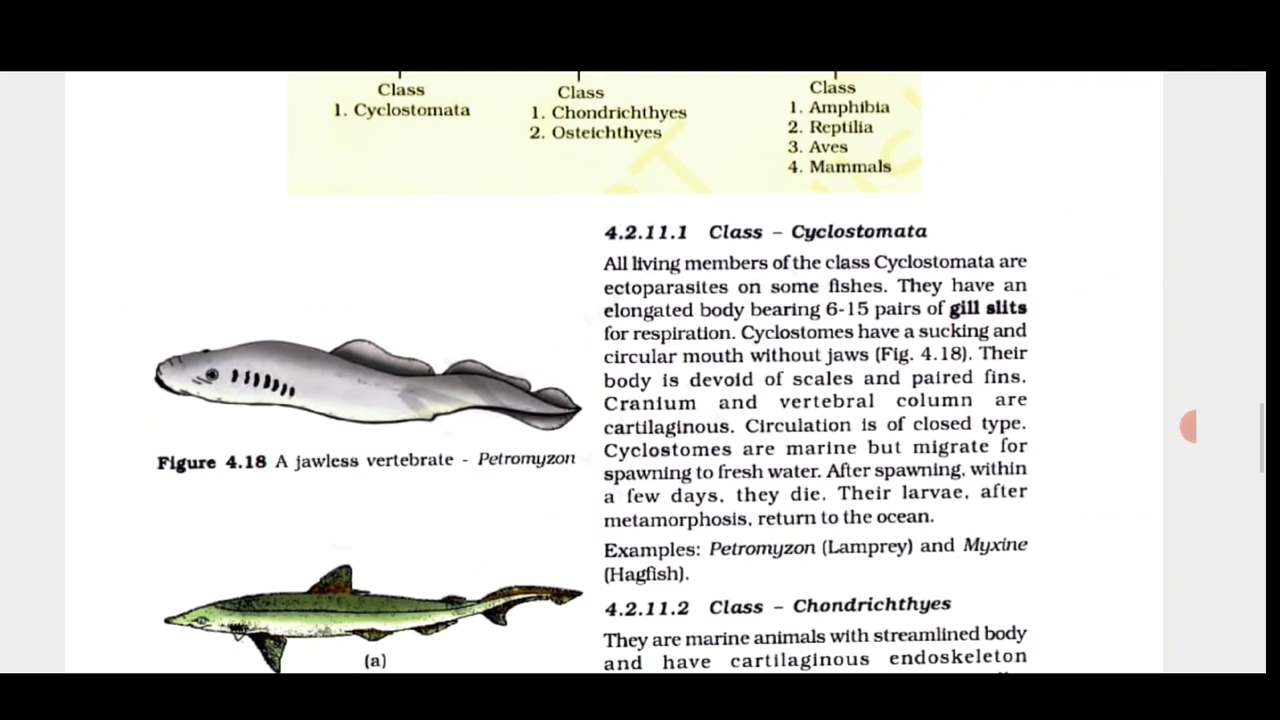 Class
1. Cyclostomata
Class
1. Chondrichthyes
2. Osteichthyes
Class
1. Amphibia
2. Reptilia
3. Aves
4. Mammals
4.2.11.1 Class – Cyclostomata
All living members of the class Cyclostomata are
ectoparasites on some fishes. They have an
elongated body bearing 6-15 pairs of gill slits
for respiration. Cyclostomes have a sucking and
circular mouth without jaws (Fig. 4.18). Their
body is devoid of scales and paired fins.
Cranium and vertebral column are
cartilaginous. Circulation is of closed type.
Cyclostomes are marine but migrate for
spawning to fresh water. After spawning, within
a few days, they die. Their larvae, after
metamorphosis, return to the ocean.
Examples: Petromyzon (Lamprey) and Myxine
(Hagfish).
Figure 4.18 A jawless vertebrate - Petromyzon
(a)
4.2.11.2 Class – Chondrichthyes
They are marine animals with streamlined body
and have cartilaginous endoskeleton